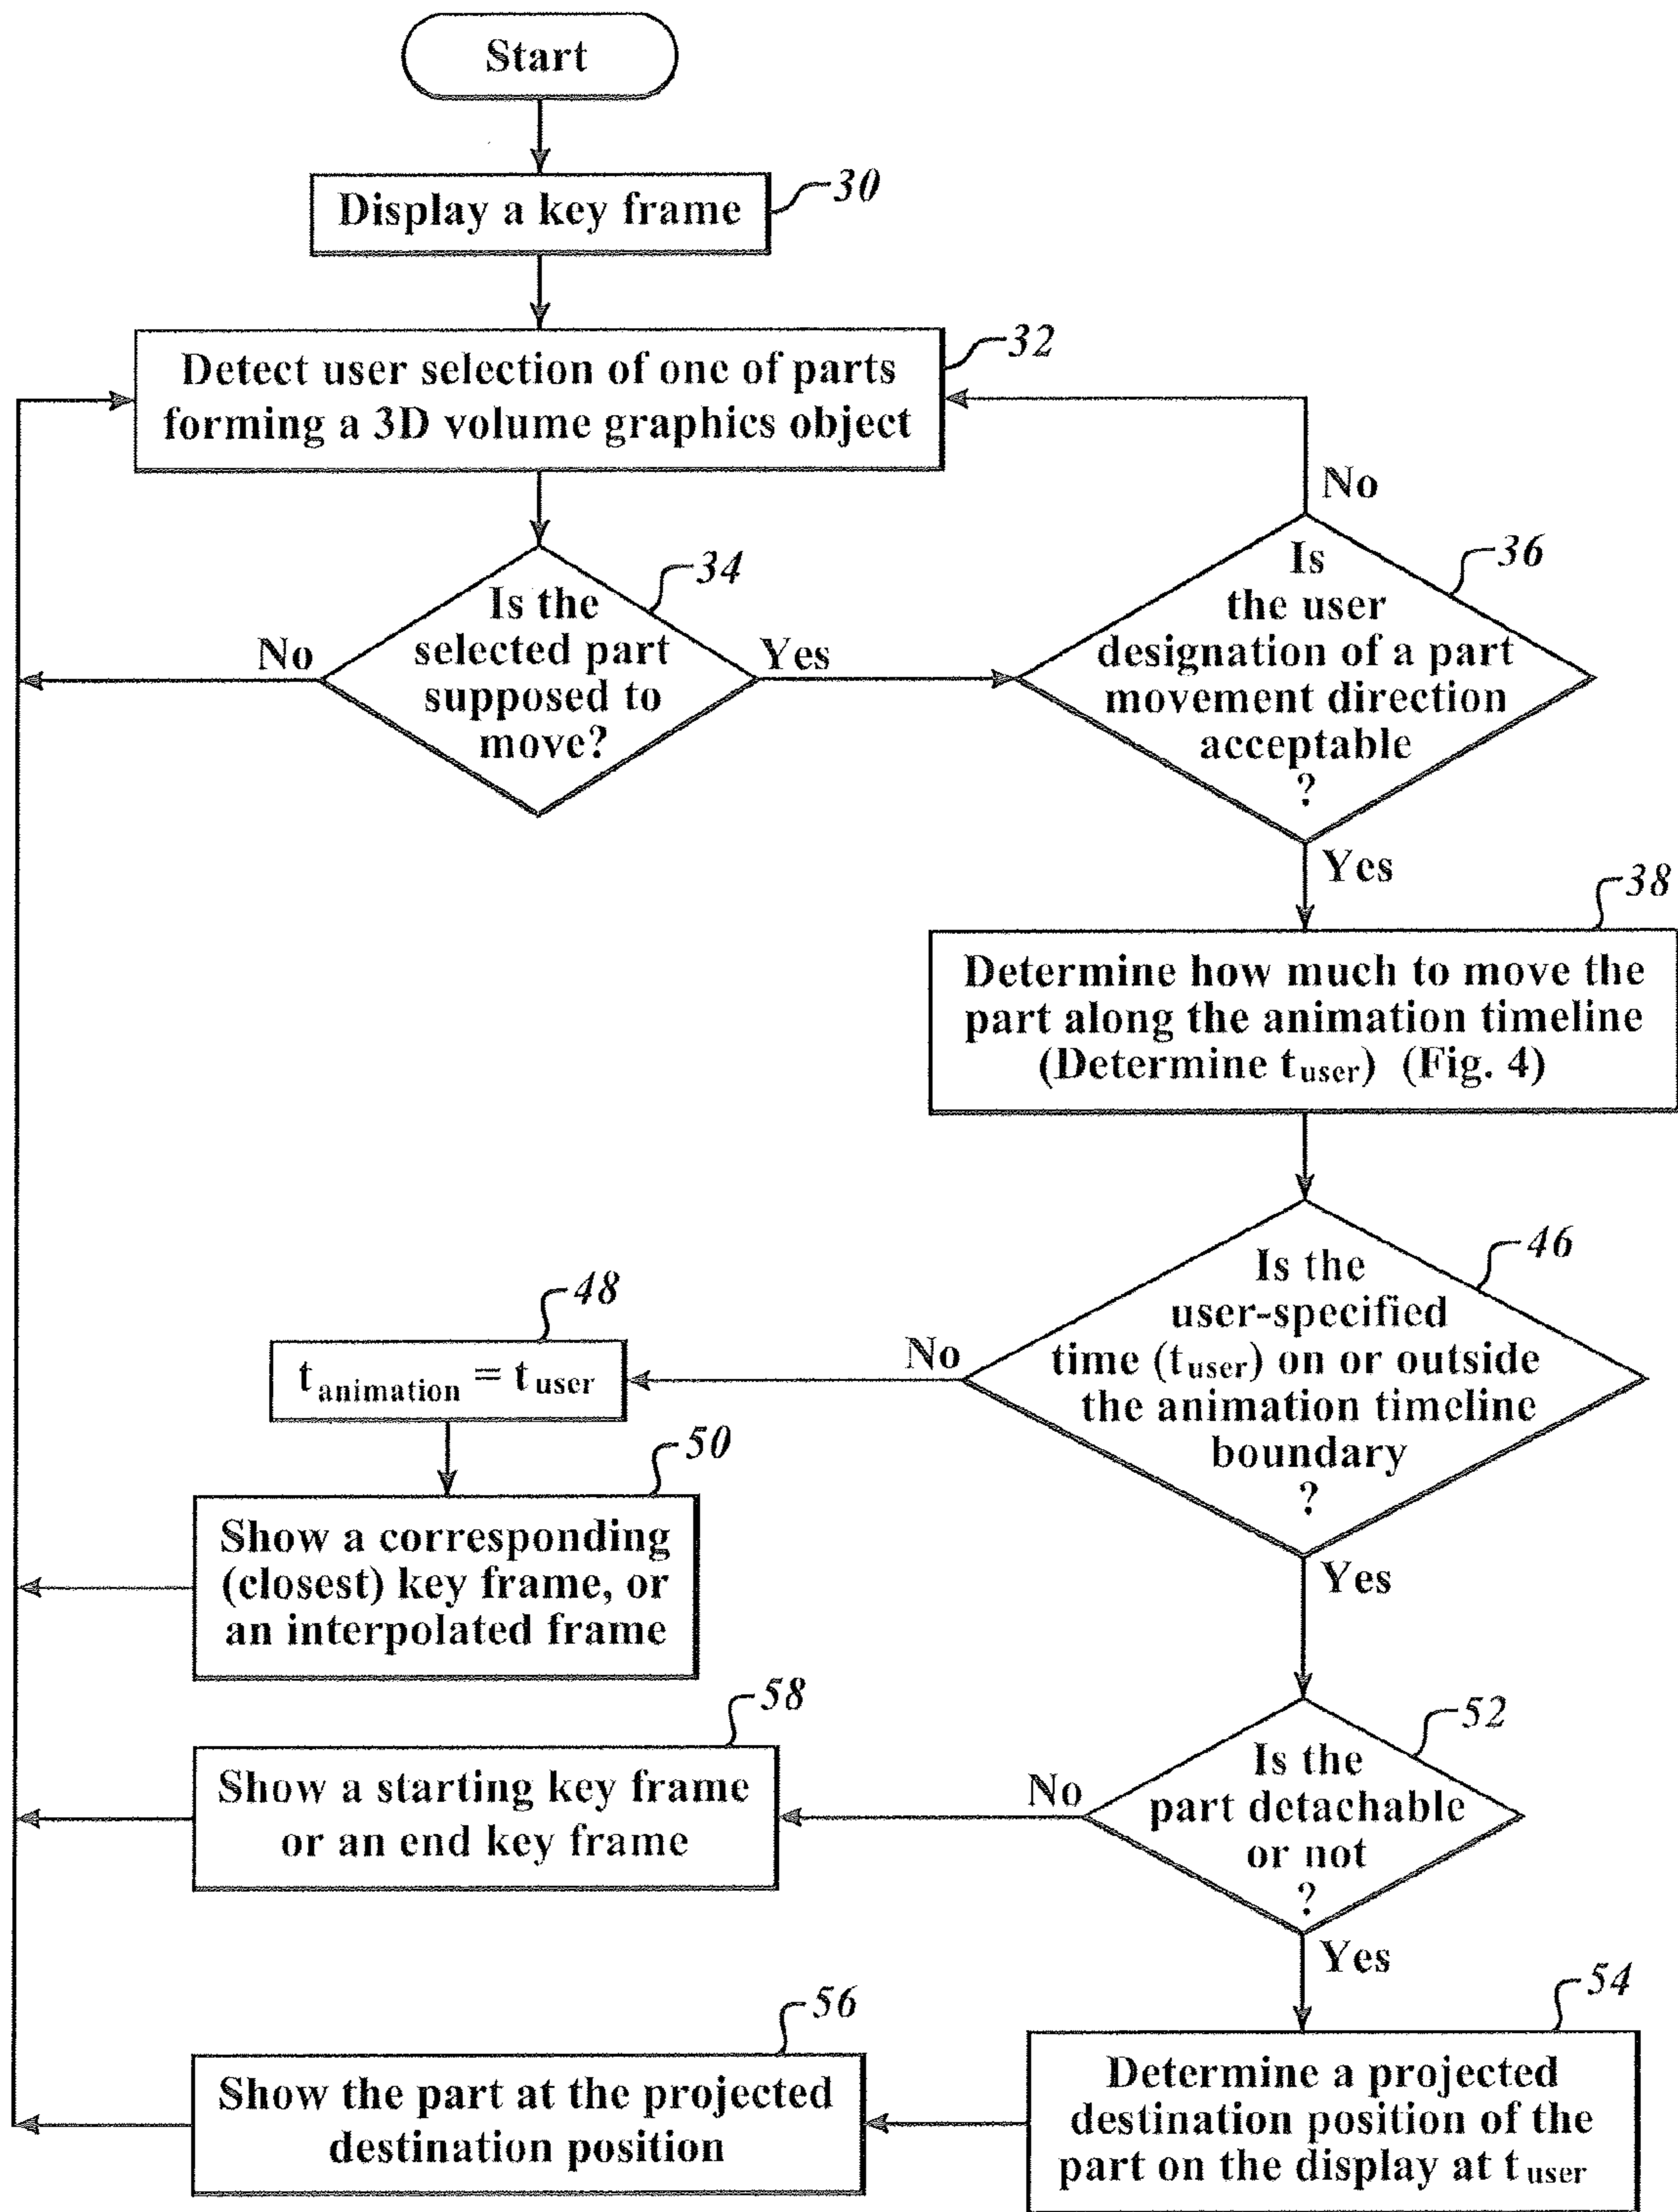 Start
Display a key frame
30
Detect user selection of one of parts
forming a 3D volume graphics object
32
No
Is the
selected part
supposed to
move?
34
No
Yes
Is
the user
designation of a part
movement direction
acceptable
?
36
Yes
38
Determine how much to move the
part along the animation timeline
(Determine t user) (Fig. 4)
Is the
user-specified
time (t user) on or outside
the animation timeline
boundary
?
46
No
48
t animation = t user
50
Show a corresponding
(closest) key frame, or
an interpolated frame
Yes
58
Show a starting key frame
or an end key frame
No
Is the
part detachable
or not
?
52
Yes
54
Determine a projected
destination position of the
part on the display at t user
56
Show the part at the projected
destination position